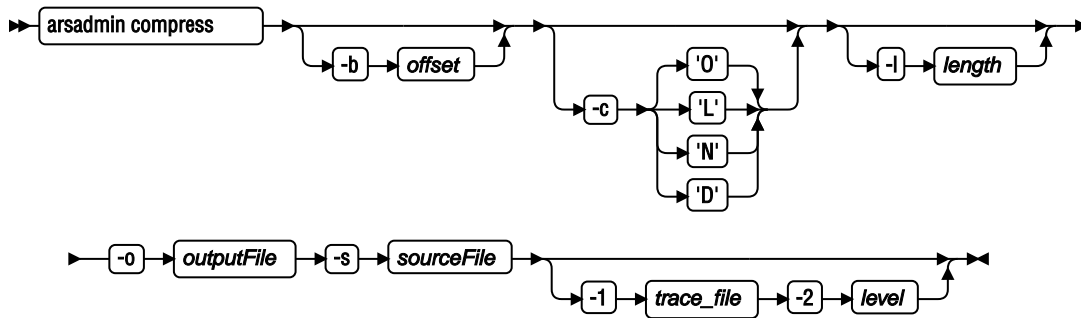 arsadmin compress
-b offset
-c 'O'
'L'
'N'
'D'
-l length
-o outputFile -s sourceFile
-1 trace_file -2 level